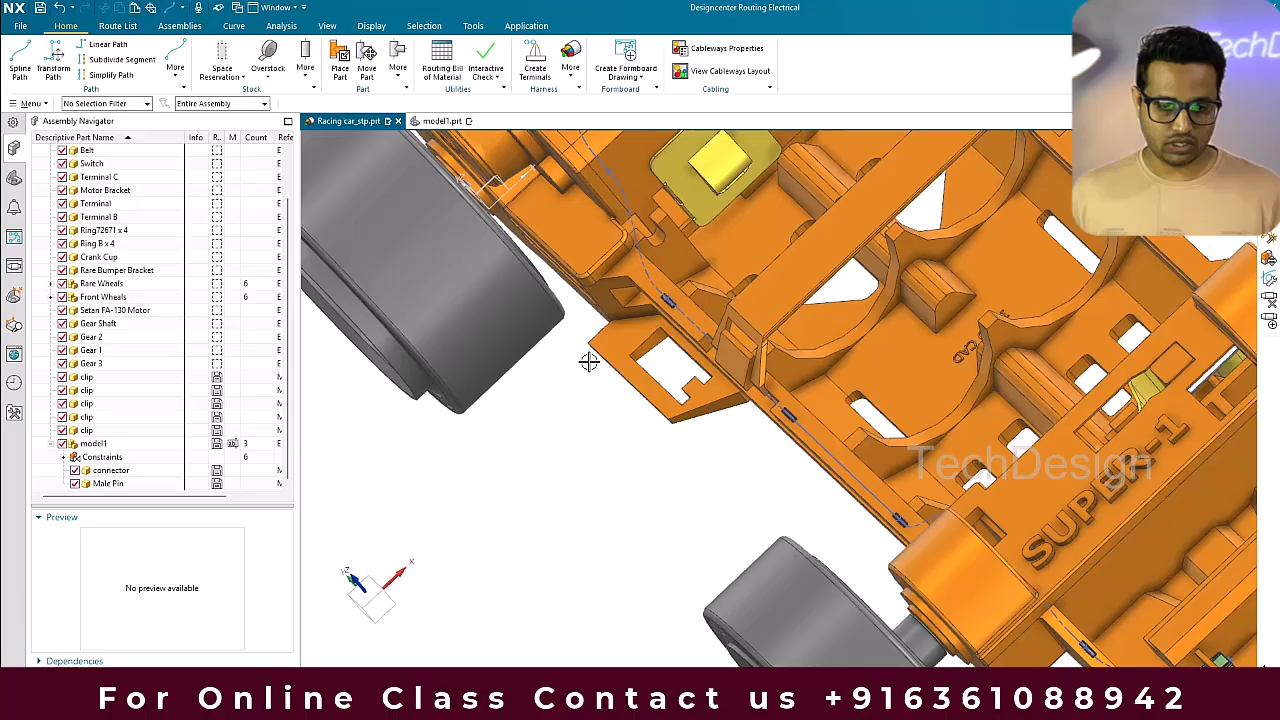 NX
Window
Designcenter Routing Electrical
File Home Route List Assemblies Curve Analysis View Display Selection Tools Application
Spline Path
Transform Path
Linear Path
Subdivide Segment
Simplify Path
More
Path
Space Reservation
Overstock
More
Stock
Place Part
Move Part
More
Part
Routing Bill of Material
Interactive Check
Utilities
Create Terminals
More
Harness
Create Formboard Drawing
Formboard
Cableways Properties
View Cableways Layout
Cabling
Menu
No Selection Filter
Entire Assembly
Assembly Navigator
Racing car_stp.prt
model1.prt
Descriptive Part Name Info R.. M Count Refe
Belt E
Switch E
Terminal C E
Motor Bracket E
Terminal E
Terminal B E
Ring72671 x 4 E
Ring B x 4 E
Crank Cup E
Rare Bumper Bracket E
Rare Wheels 6 E
Front Wheels 6 E
Setan FA-130 Motor E
Gear Shaft E
Gear 2 E
Gear 1 E
Gear 3 E
clip
clip
clip
clip
clip
model1 3
Constraints 6
connector
Male Pin
Preview
No preview available
Dependencies
X
CAD
SUPER-1
TechDesign
TechD
For Online Class Contact us +916361088942